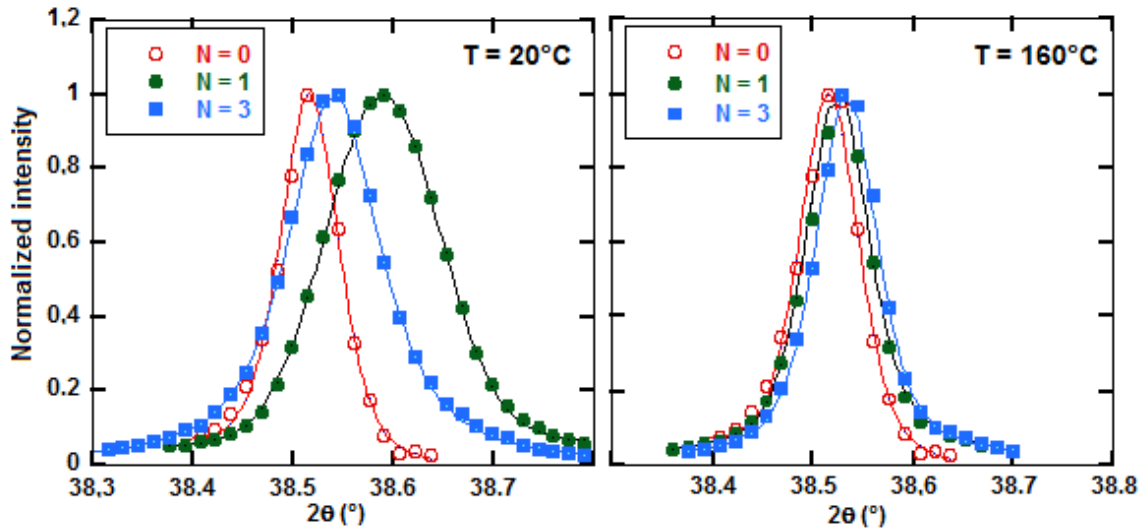 1,2
1
0.8
0.6
0.4
0.2
0
Normalized intensity
N = 0
N = 1
N = 3
T = 20°C
38,3
38.4
38.5
38.6
38.7
2θ (°)
N = 0
N = 1
N = 3
T = 160°C
38.4
38.5
38.6
38.7
38.8
2θ (°)